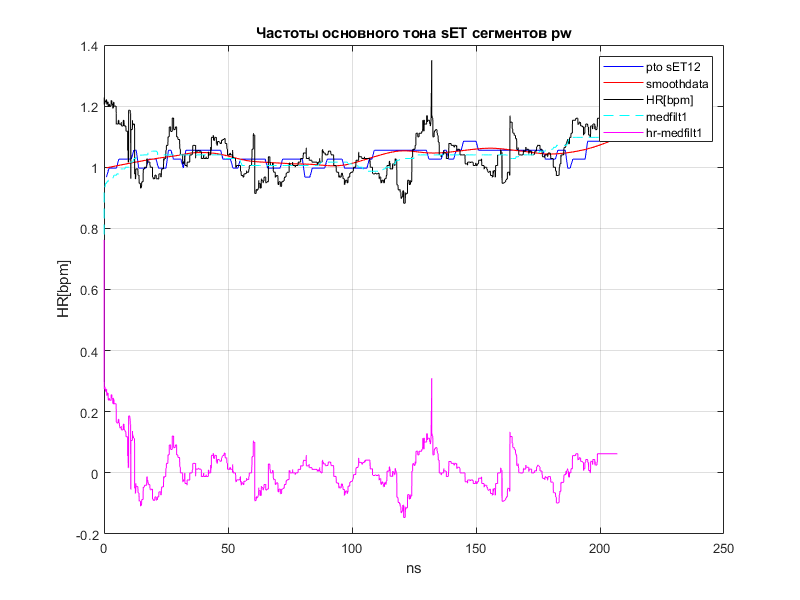 Частоты основного тона sET сегментов pw
1.4
1.2
1
0.8
0.6
0.4
0.2
0
-0.2
HR[bpm]
pto sET12
smoothdata
HR[bpm]
medfilt1
hr-medfilt1
0
50
100
150
200
250
ns